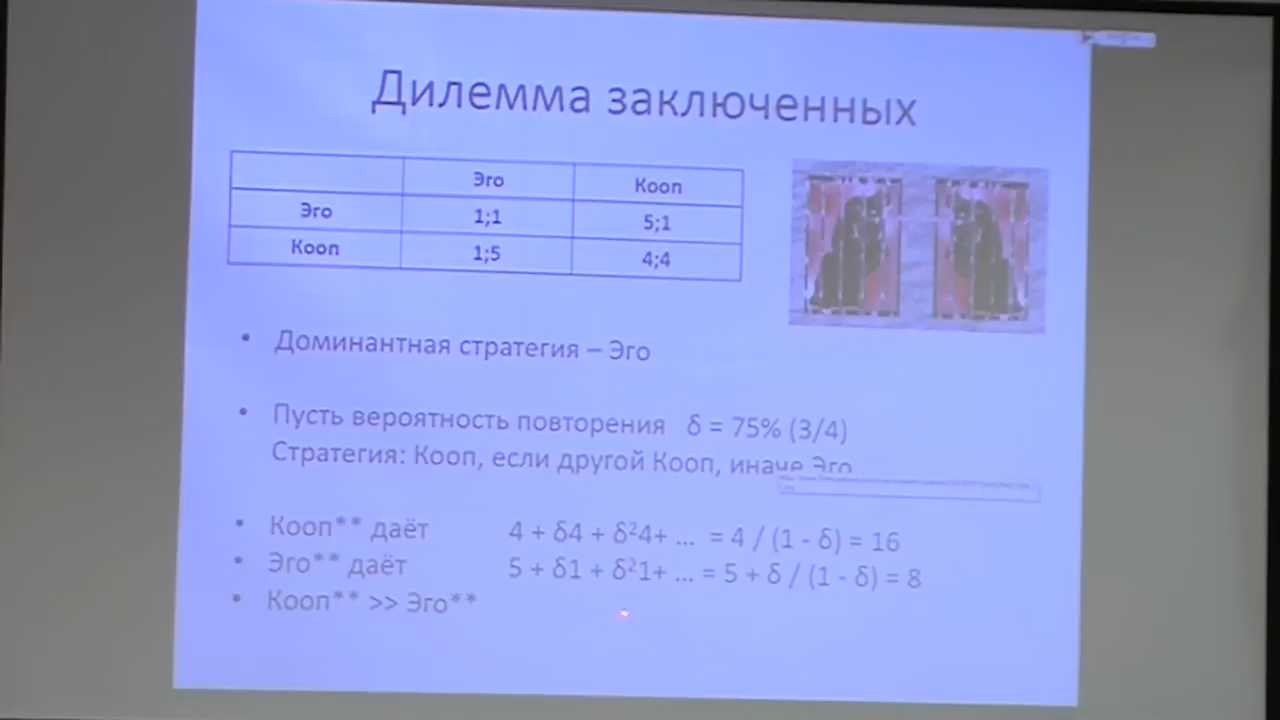 Дилемма заключенных
Эго Кооп
Эго 1;1 5;1
Кооп 1;5 4;4
• Доминантная стратегия – Эго
• Пусть вероятность повторения δ = 75% (3/4)
Стратегия: Кооп, если другой Кооп, иначе Эго
• Кооп** даёт 4 + δ4 + δ²4+ ... = 4 / (1 - δ) = 16
• Эго** даёт 5 + δ1 + δ²1+ ... = 5 + δ / (1 - δ) = 8
• Кооп** >> Эго**